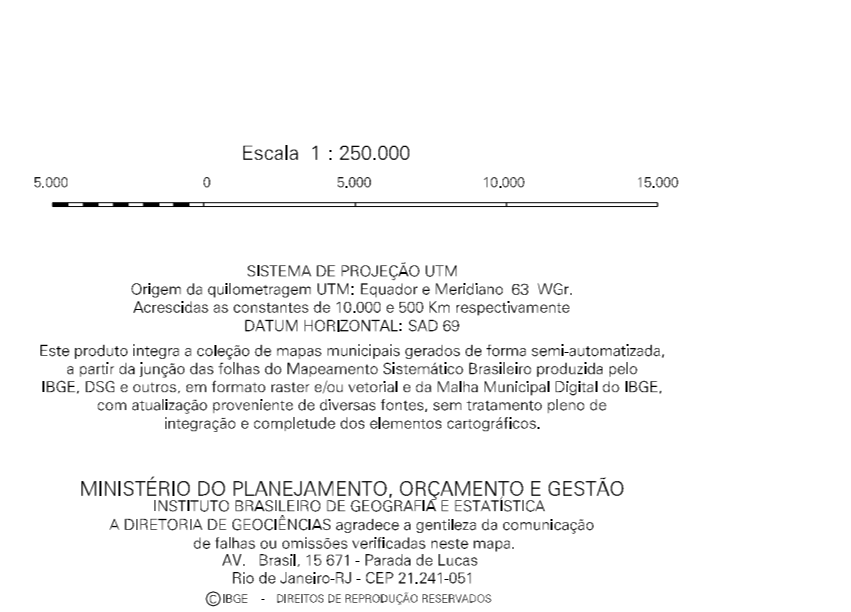 Escala 1 : 250.000
5.000 0 5.000 10.000 15.000
SISTEMA DE PROJEÇÃO UTM
Origem da quilometragem UTM: Equador e Meridiano 63 WGr.
Acrescidas as constantes de 10.000 e 500 Km respectivamente
DATUM HORIZONTAL: SAD 69
Este produto integra a coleção de mapas municipais gerados de forma semi-automatizada,
a partir da junção das folhas do Mapeamento Sistemático Brasileiro produzida pelo
IBGE, DSG e outros, em formato raster e/ou vetorial e da Malha Municipal Digital do IBGE,
com atualização proveniente de diversas fontes, sem tratamento pleno de
integração e completude dos elementos cartográficos.
MINISTÉRIO DO PLANEJAMENTO, ORÇAMENTO E GESTÃO
INSTITUTO BRASILEIRO DE GEOGRAFIA E ESTATÍSTICA
A DIRETORIA DE GEOCIÊNCIAS agradece a gentileza da comunicação
de falhas ou omissões verificadas neste mapa.
AV. Brasil, 15 671 - Parada de Lucas
Rio de Janeiro-RJ - CEP 21.241-051
© IBGE - DIREITOS DE REPRODUÇÃO RESERVADOS